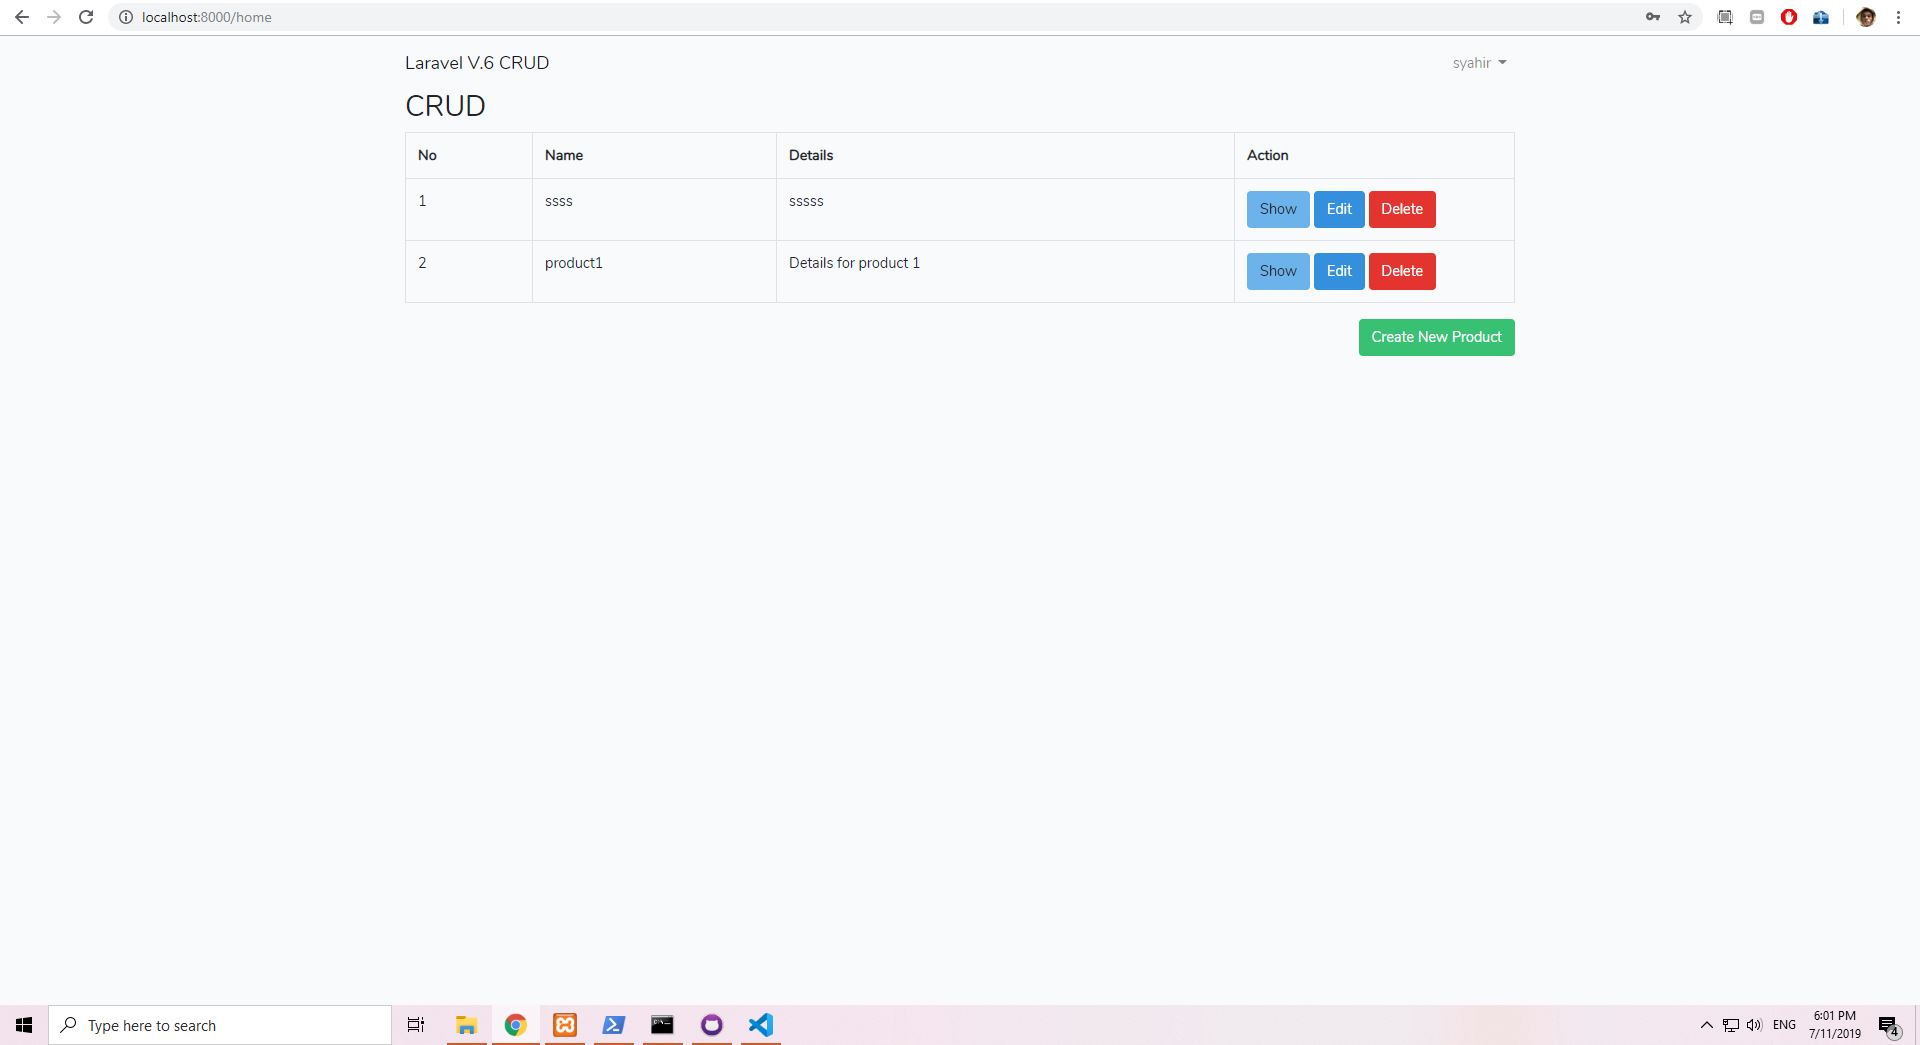 localhost:8000/home
Laravel V.6 CRUD syahir
CRUD
No Name Details Action
1 ssss sssss Show Edit Delete
2 product1 Details for product 1 Show Edit Delete
Create New Product
Type here to search
ENG
6:01 PM
7/11/2019
4